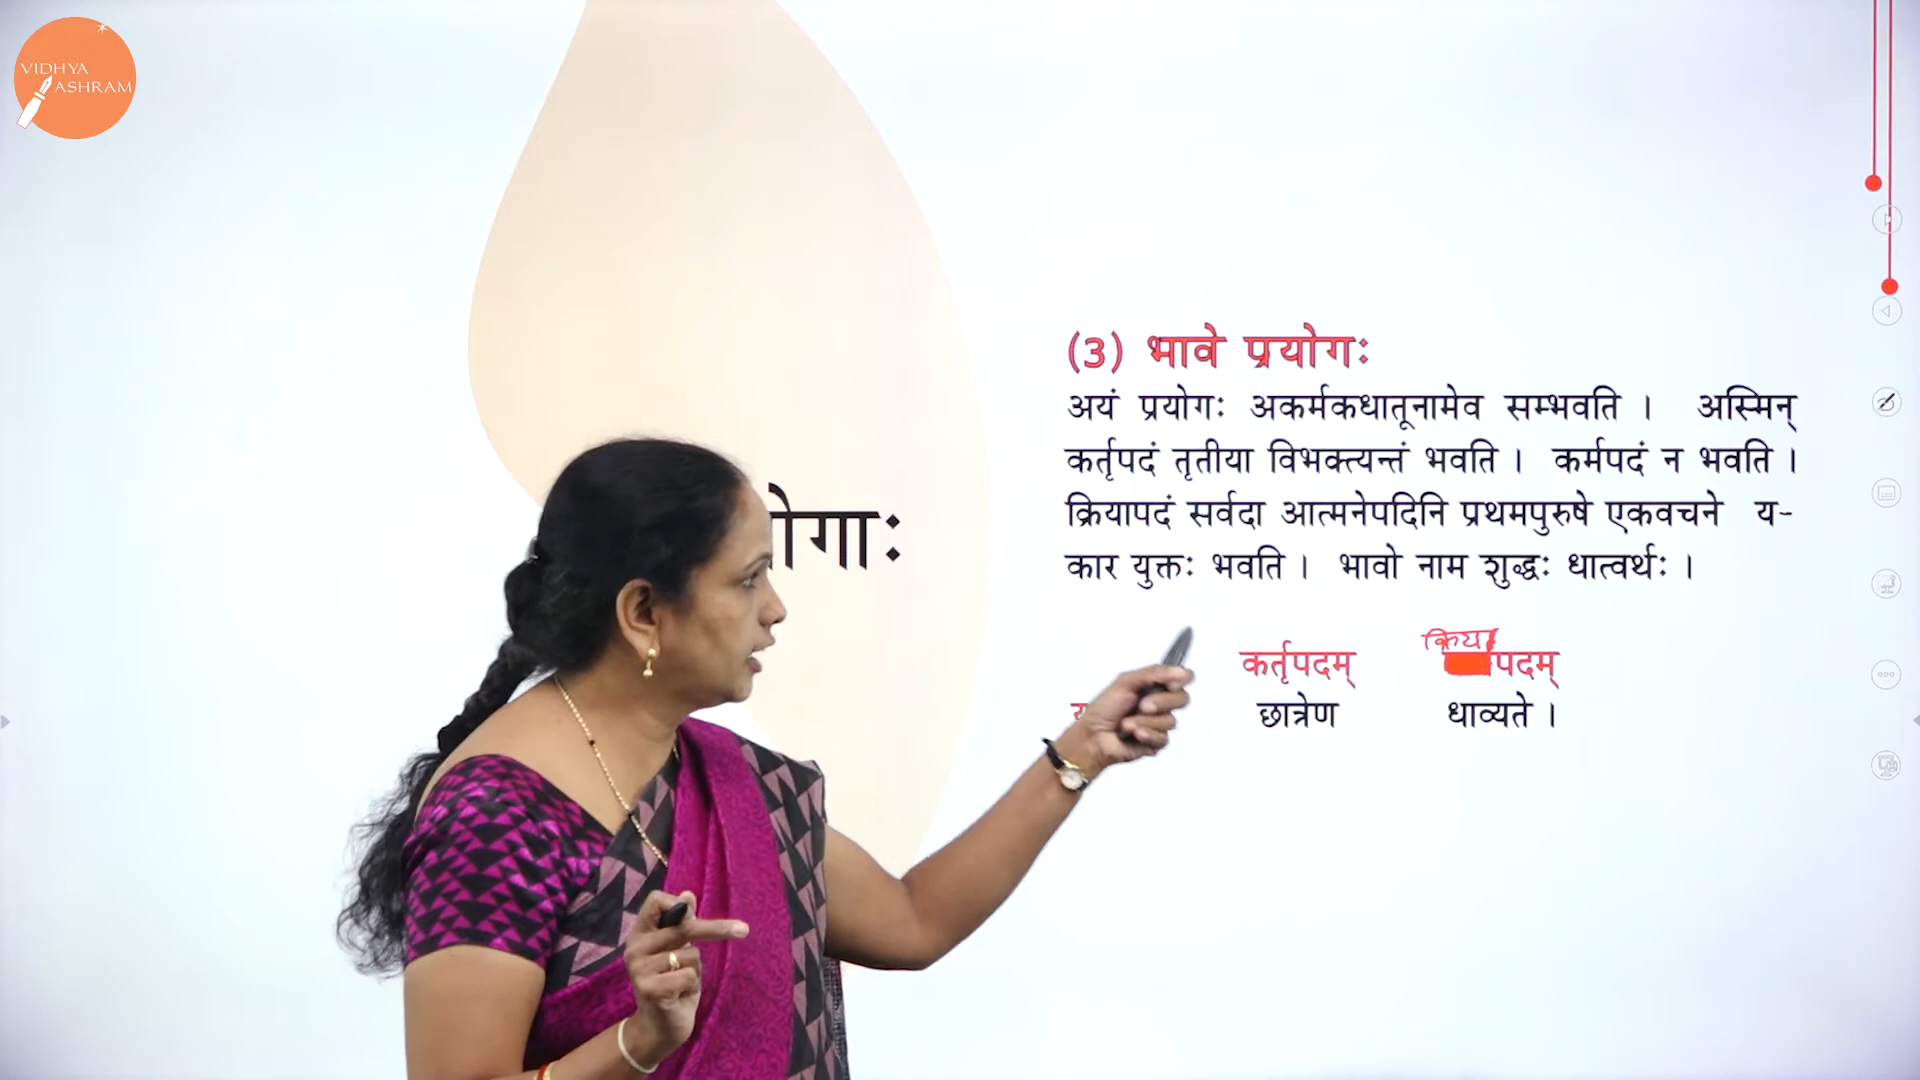 VIDHYA
ASHRAM
(3) भावे प्रयोगः
अयं प्रयोगः अकर्मकधातूनामेव सम्भवति । अस्मिन्
कर्तृपदं तृतीया विभक्त्यन्तं भवति । कर्मपदं न भवति ।
क्रियापदं सर्वदा आत्मनेपदिनि प्रथमपुरुषे एकवचने य-
कार युक्तः भवति । भावो नाम शुद्धः धात्वर्थः ।
कर्तृपदम् क्रियापदम्
छात्रेण धाव्यते ।